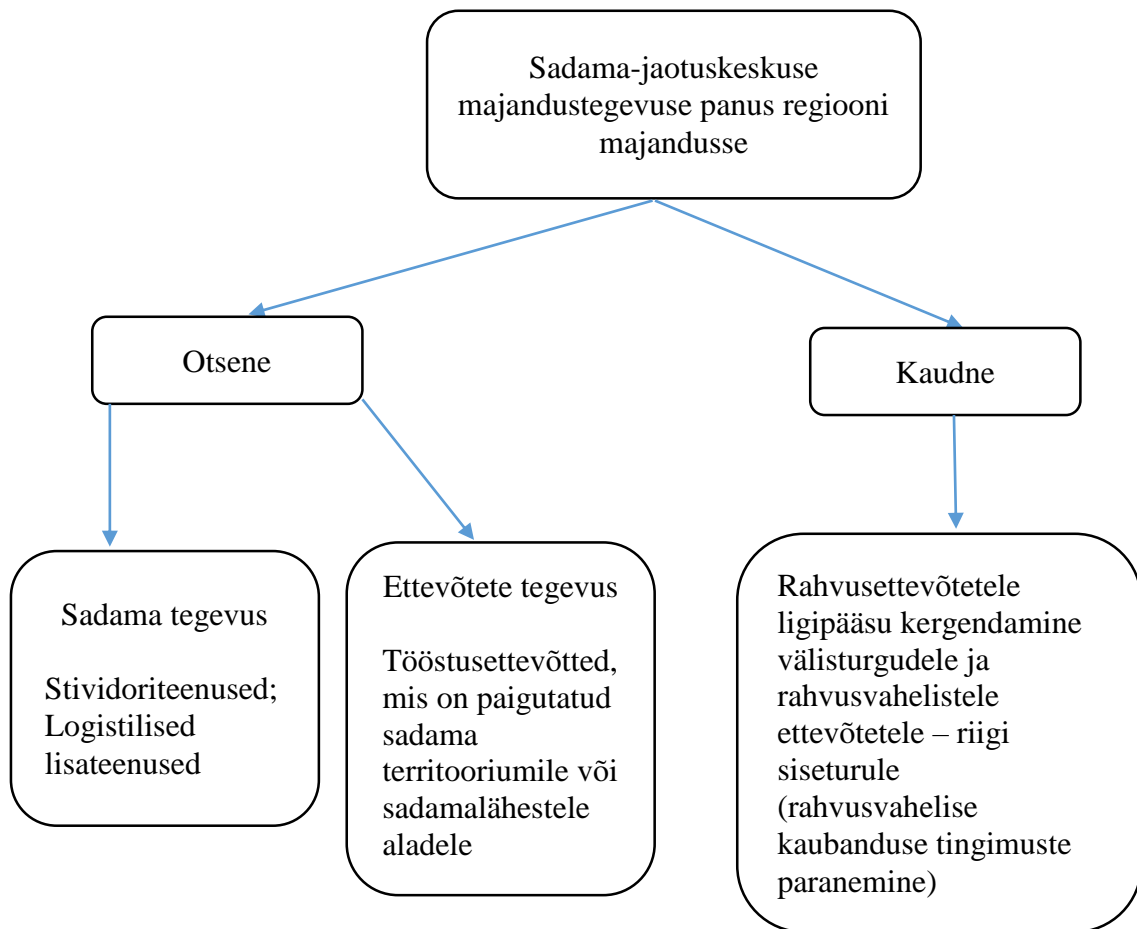 Sadama-jaotuskeskuse
majandustegevuse panus regiooni
majandusse
Otsene
Kaudne
Sadama tegevus
Stividoriteenused;
Logistilised
lisateenused
Ettevõtete tegevus
Tööstusettevõtted,
mis on paigutatud
sadama
territooriumile või
sadamalähestele
aladele
Rahvusettevõtetele
ligipääsu kergendamine
välisturgudele ja
rahvusvahelistele
ettevõtetele – riigi
siseturule
(rahvusvahelise
kaubanduse tingimuste
paranemine)